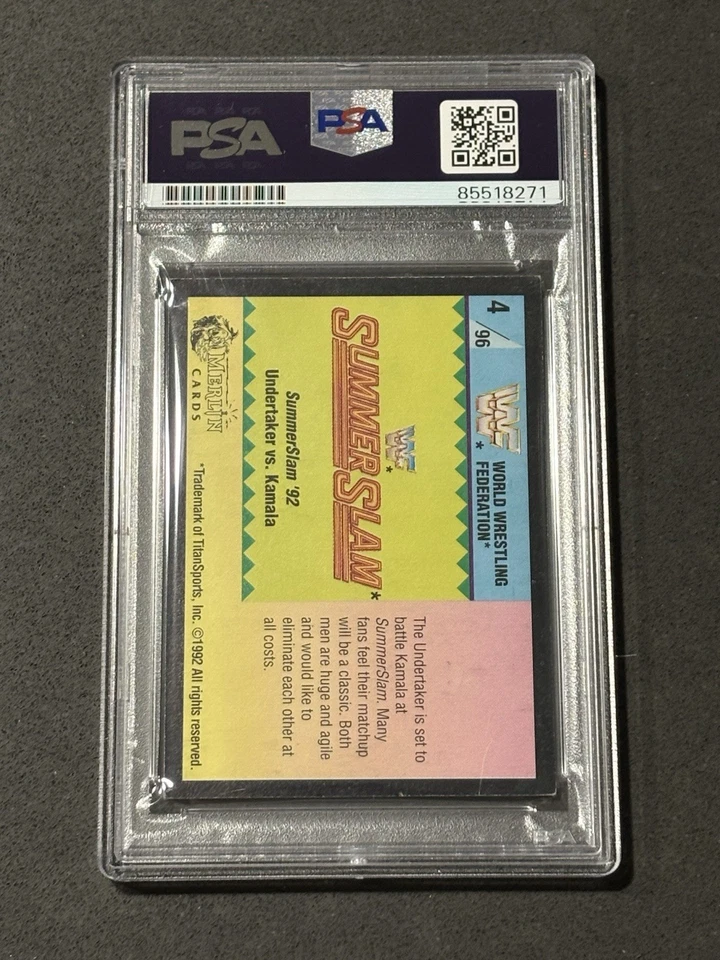 PSA
PSA
85518271
4/96
WF
WORLD WRESTLING
FEDERATION*
WF*
SUMMERSLAM*
SummerSlam '92
Undertaker vs. Kamala
The Undertaker is set to
battle Kamala at
SummerSlam. Many
fans feel their matchup
will be a classic. Both
men are huge and agile
and would like to
eliminate each other at
all costs.
MERLIN
CARDS
*Trademark of TitanSports, Inc. ©1992 All rights reserved.